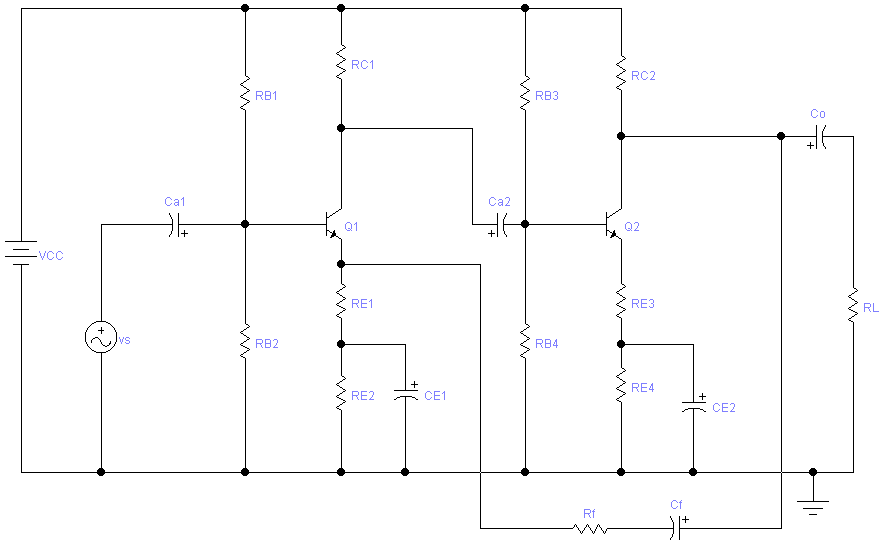 RC1
RC2
RB1
RB3
Co
Ca1
Ca2
Q1
Q2
VCC
RE1
RE3
RL
vs
RB2
RB4
RE2
CE1
RE4
CE2
Rf
Cf